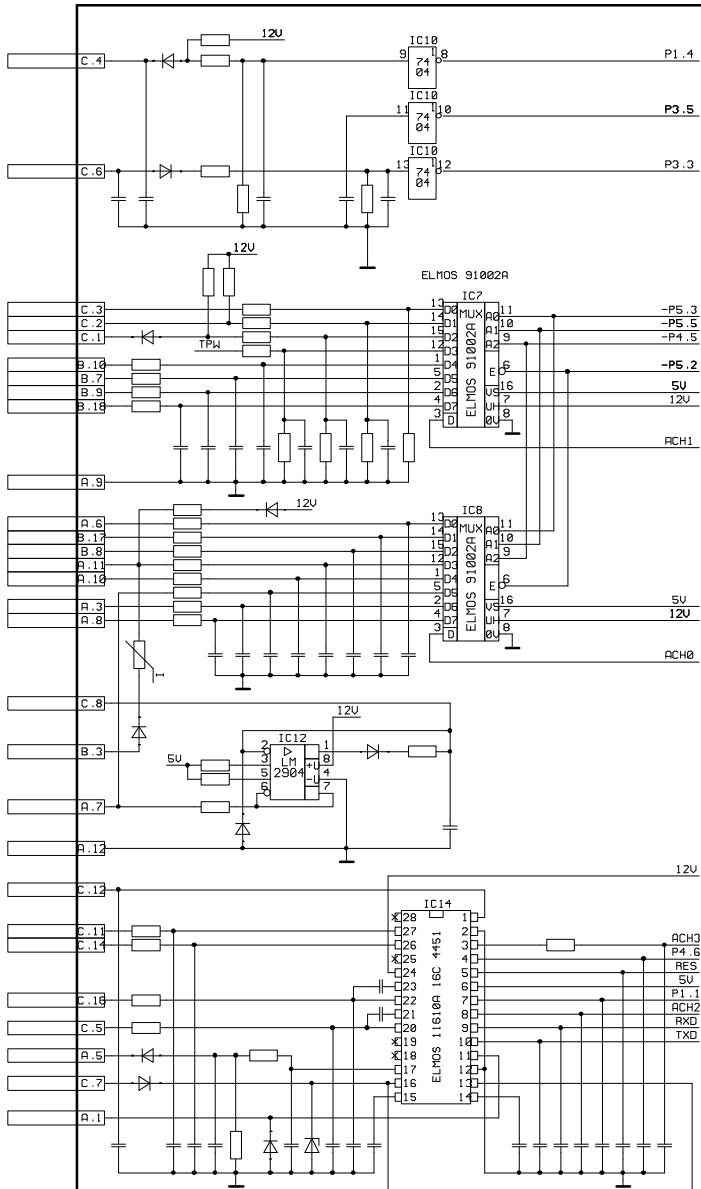 12V
IC10
C.4
9
74
04
1
8
P1.4
IC10
11
74
04
1
10
P3.5
IC10
C.6
13
74
04
1
12
P3.3
12V
ELMOS 91002A
IC7
C.3
13
D0
MUX
A0
11
-P5.3
C.2
14
D1
A1
10
-P5.5
C.1
15
D2
A2
9
-P4.5
TPW
12
D3
B.10
1
D4
E
6
-P5.2
B.7
5
D5
B.9
2
D6
VS
16
5V
B.18
4
D7
UH
7
12V
3
D
0V
8
ELMOS 91002A
ACH1
A.9
12V
IC8
A.6
13
D0
MUX
A0
11
B.17
14
D1
A1
10
B.8
15
D2
A2
9
A.11
12
D3
A.10
1
D4
E
6
5
D5
A.3
2
D6
VS
16
5V
A.8
4
D7
UH
7
12V
3
D
0V
8
ELMOS 91002A
ACH0
I
C.8
12V
IC12
B.3
2
1
5V
3
LM
+U
8
5
2904
-U
4
6
7
A.7
A.12
12V
C.12
IC14
28
1
C.11
27
2
C.14
26
3
ACH3
25
4
P4.6
24
5
RES
23
6
5V
C.16
22
7
P1.1
21
8
ACH2
C.5
20
9
RXD
19
10
TXD
A.5
18
11
17
12
C.7
16
13
15
14
ELMOS 11610A 16C 4451
A.1